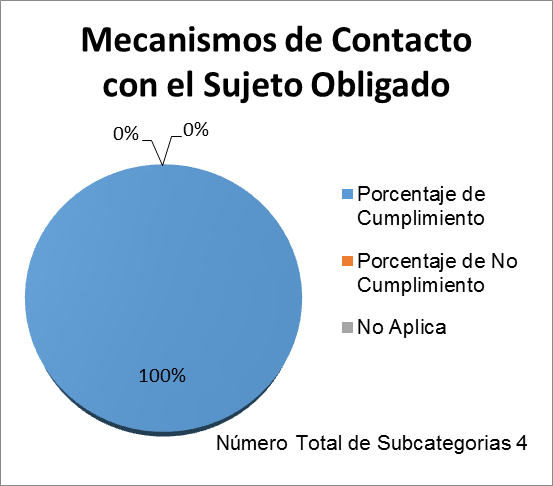 Mecanismos de Contacto
con el Sujeto Obligado
0%
0%
100%
Porcentaje de
Cumplimiento
Porcentaje de No
Cumplimiento
No Aplica
Número Total de Subcategorias 4